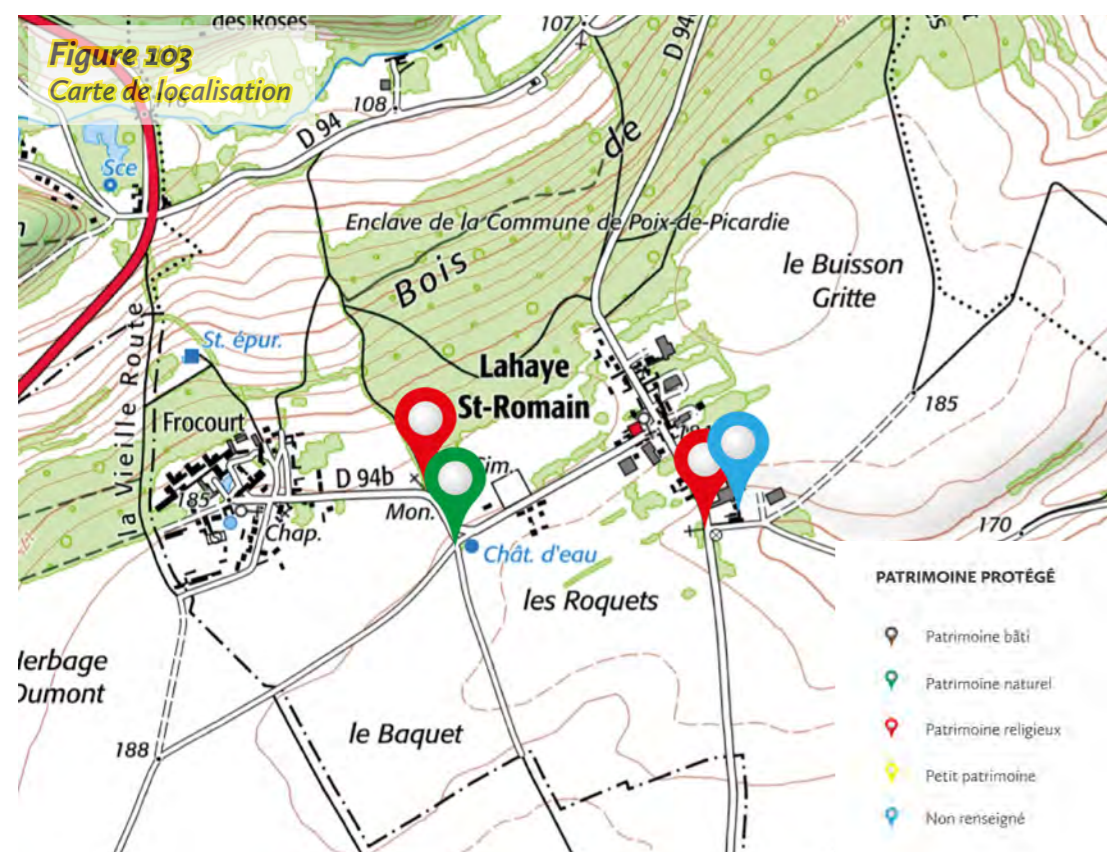 des Roses
Figure 103
Carte de localisation
107
D 94
108
D 94
Sce
de
Enclave de la Commune de Poix-de-Picardie
Bois
le Buisson
Gritte
la Vieille Route
St. épur.
Lahaye
St-Romain
185
Frocourt
D 94b
Cim.
185
Mon.
Chap.
170
Chât. d'eau
les Roquets
PATRIMOINE PROTÉGÉ
Patrimoine bâti
Herbage
Dumont
Patrimoine naturel
Patrimoine religieux
le Baquet
188
Petit patrimoine
Non renseigné